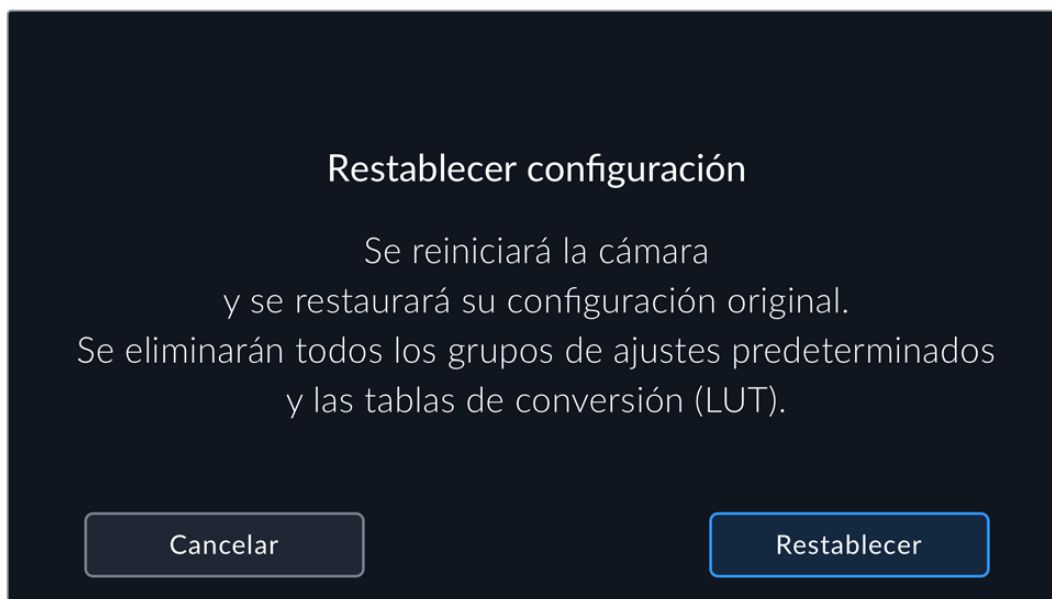 Restablecer configuración
Se reiniciará la cámara
y se restaurará su configuración original.
Se eliminarán todos los grupos de ajustes predeterminados
y las tablas de conversión (LUT).
Cancelar
Restablecer